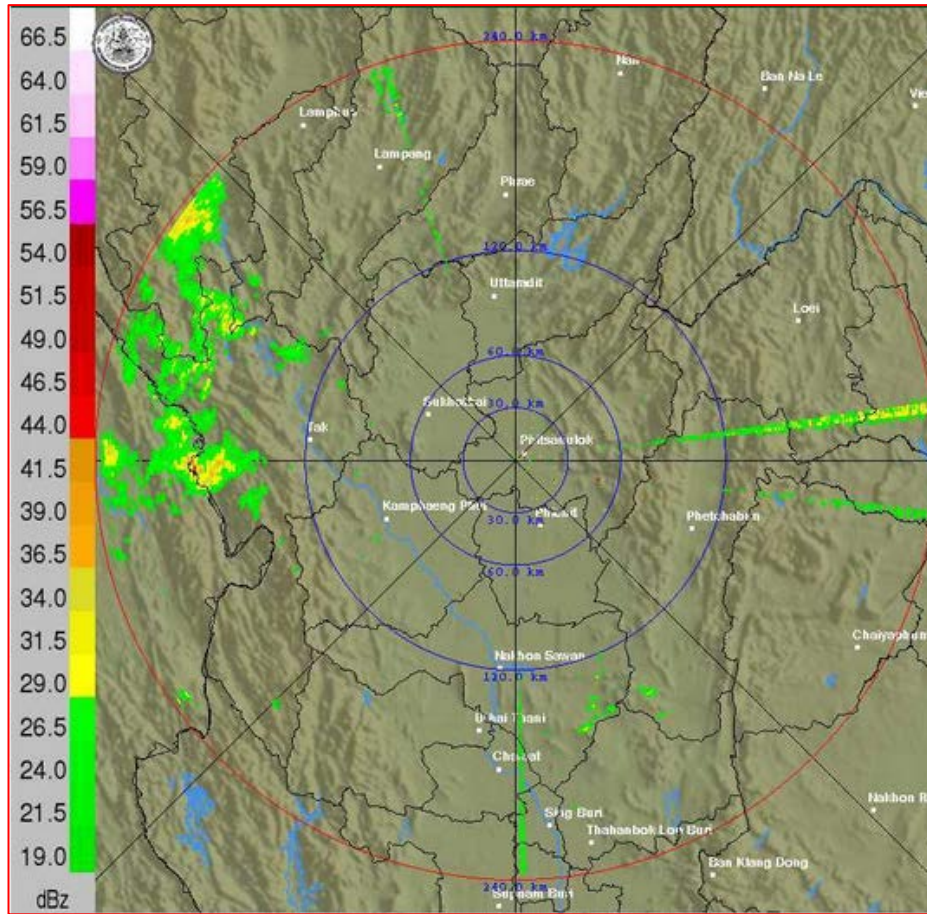 66.5
64.0
61.5
59.0
56.5
54.0
51.5
49.0
46.5
44.0
41.5
39.0
36.5
34.0
31.5
29.0
26.5
24.0
21.5
19.0
dBz
240.0 km
Nan
Ban Na Le
Lamphun
Lampang
Phrae
120.0 km
Uttaradit
Loei
60.0 km
30.0 km
Sukhothai
Tak
Phitsanulok
Kamphaeng Phet
30.0 km
Phichit
Phetchabun
60.0 km
Chaiyaphum
Nakhon Sawan
120.0 km
Uthai Thani
Chainat
Nakhon R
Sing Buri
Thahanbok Lop Buri
Ban Klang Dong
240.0 km
Suphan Buri